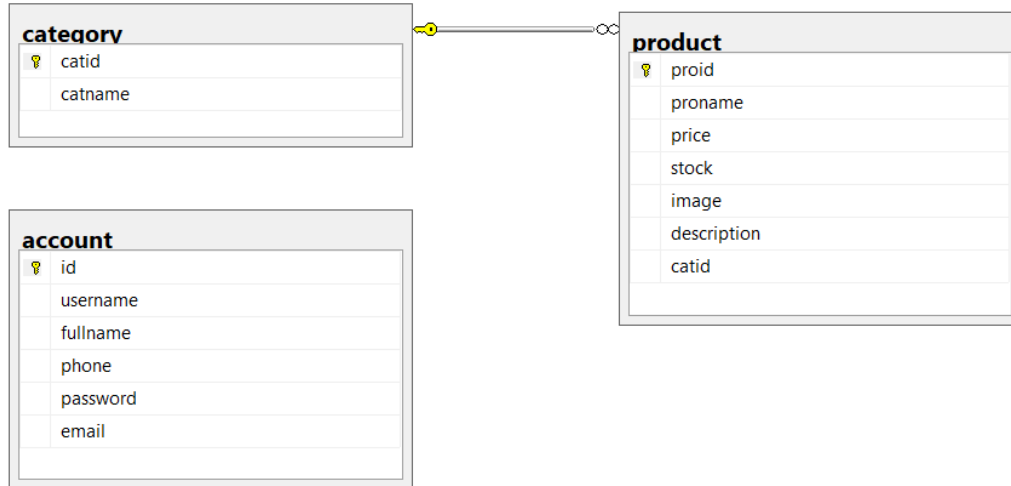 category
catid
catname
product
proid
proname
price
stock
image
description
catid
account
id
username
fullname
phone
password
email